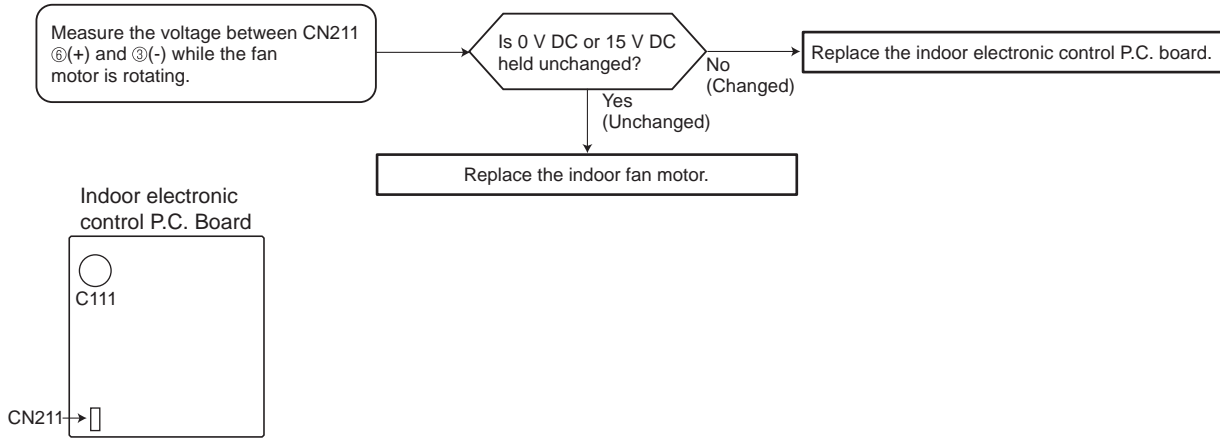 Measure the voltage between CN211
⑥(+) and ③(-) while the fan
motor is rotating.
Is 0 V DC or 15 V DC
held unchanged?
No
(Changed)
Replace the indoor electronic control P.C. board.
Yes
(Unchanged)
Replace the indoor fan motor.
Indoor electronic
control P.C. Board
C111
CN211